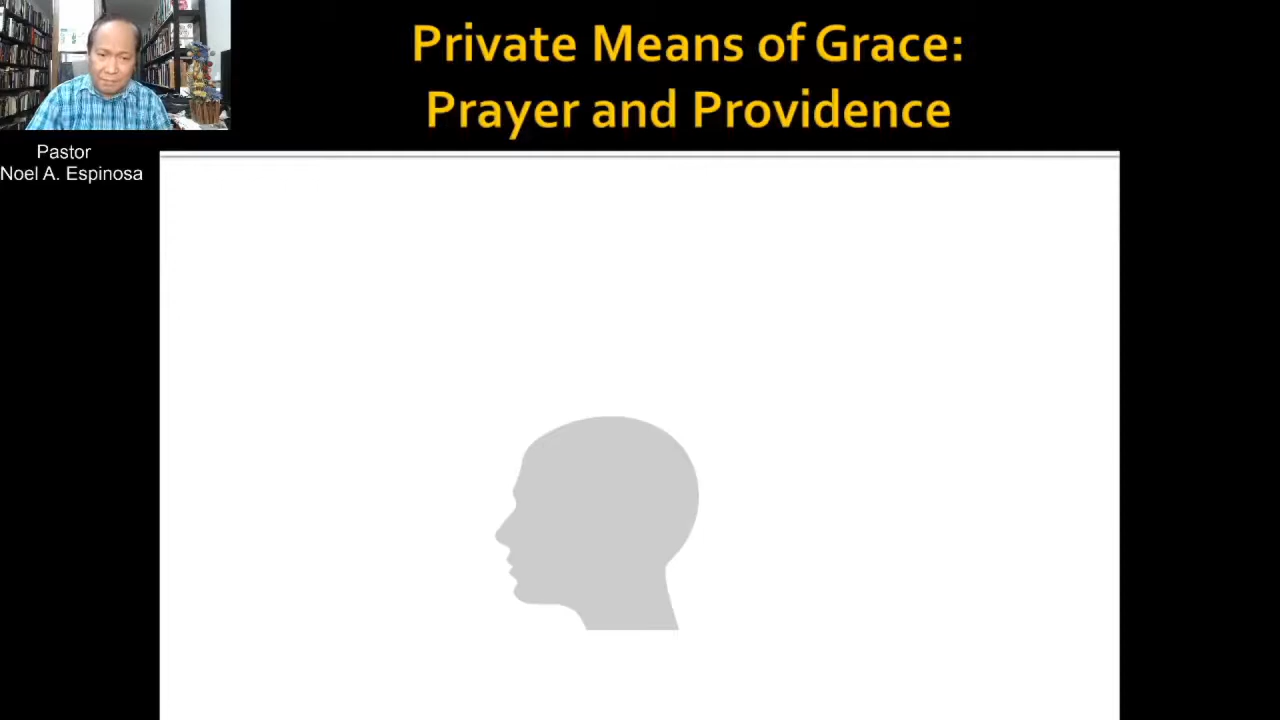 Private Means of Grace:
Prayer and Providence
Pastor
Noel A. Espinosa